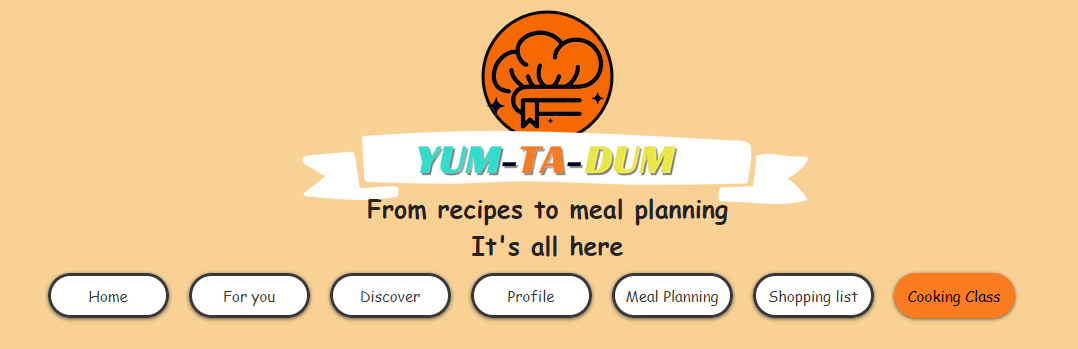 YUM-TA-DUM
From recipes to meal planning
It's all here
Home For you Discover Profile Meal Planning Shopping list Cooking Class